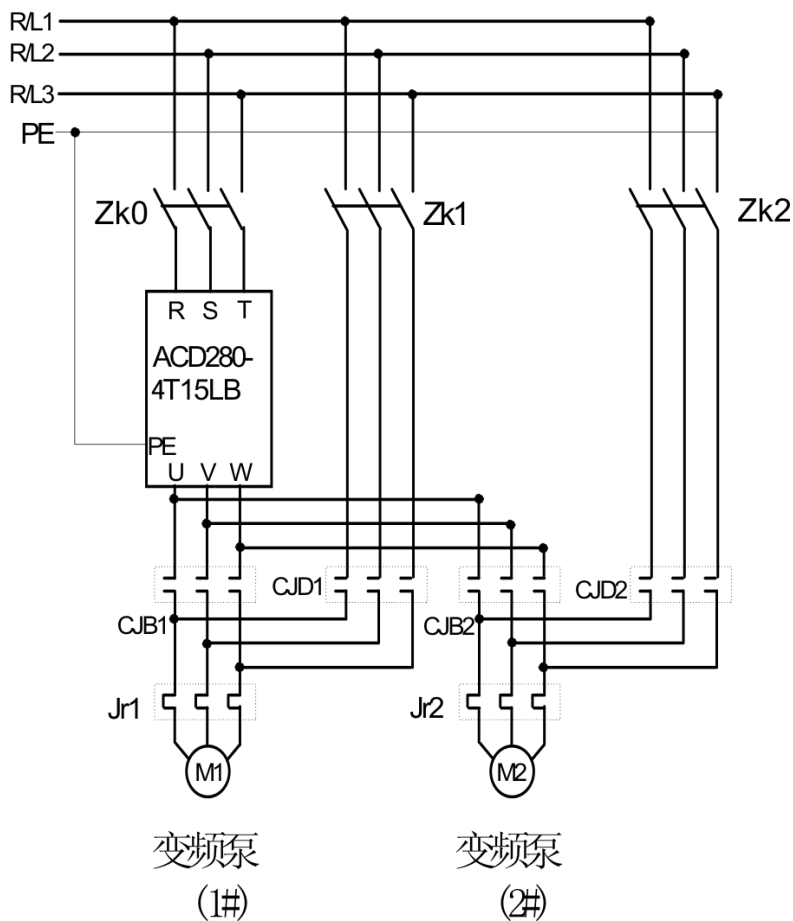 R/L1
R/L2
R/L3
PE
Zk0
Zk1
Zk2
R S T
ACD280-
4T15LB
PE
U V W
CJD1
CJD2
CJB1
CJB2
Jr1
Jr2
M1
M2
变频泵
(1#)
变频泵
(2#)